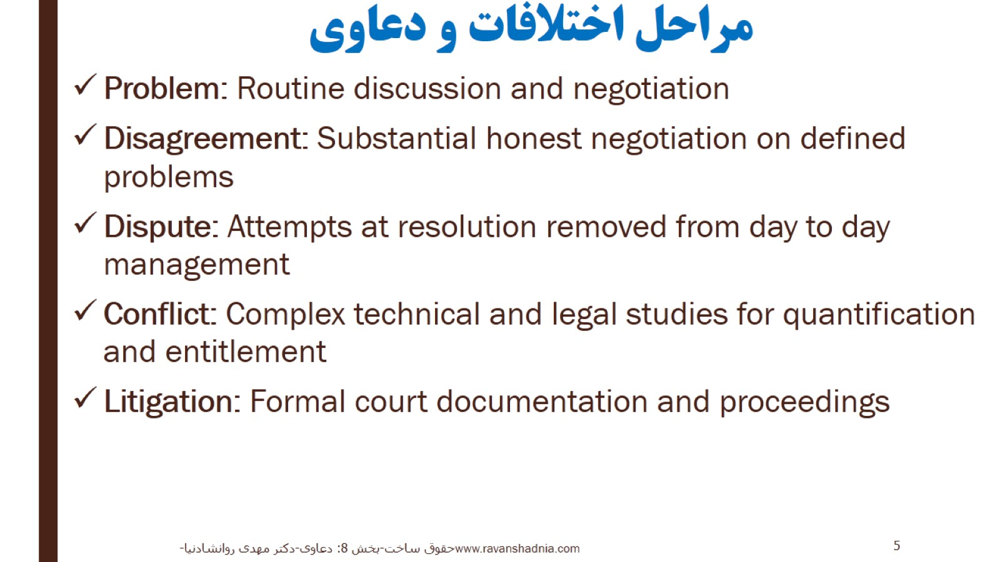 مراحل اختلافات و دعاوی
✓ Problem: Routine discussion and negotiation
✓ Disagreement: Substantial honest negotiation on defined
problems
✓ Dispute: Attempts at resolution removed from day to day
management
✓ Conflict: Complex technical and legal studies for quantification
and entitlement
✓ Litigation: Formal court documentation and proceedings
حقوق ساخت-بخش 8: دعاوی-دکتر مهدی روانشادنیا-www.ravanshadnia.com
5